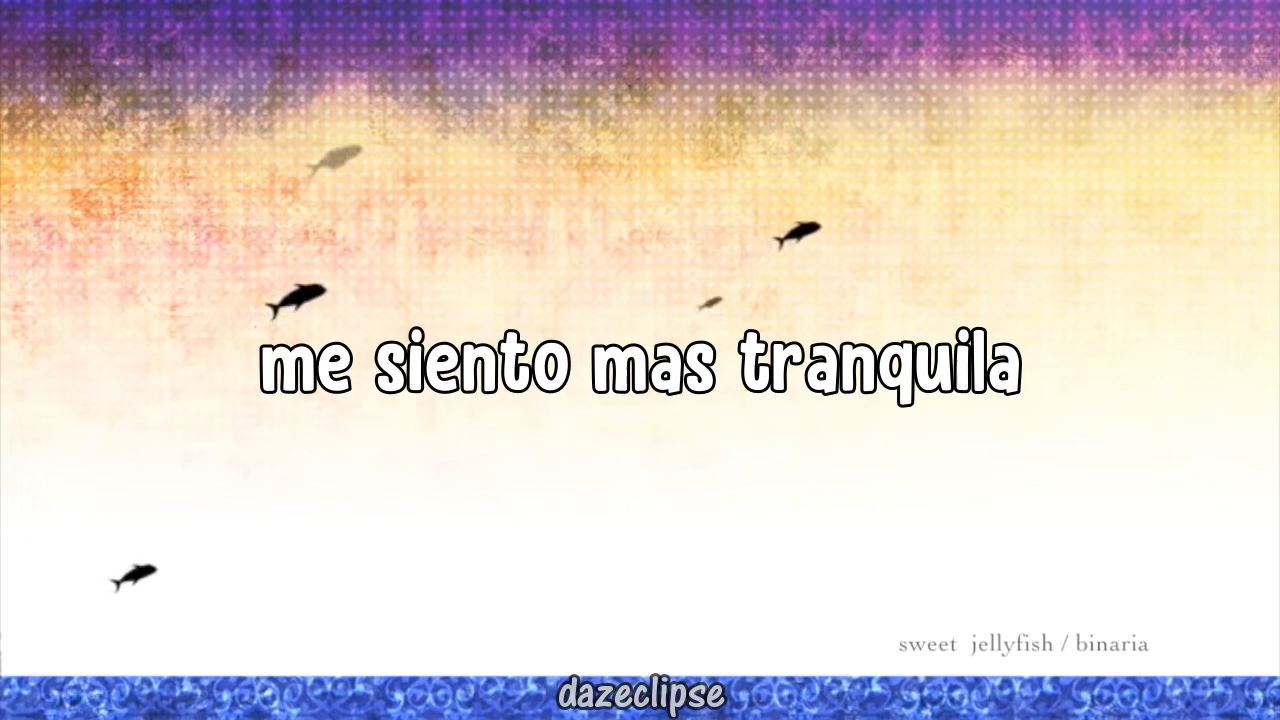 me siento mas tranquila
sweet jellyfish / binaria
dazeclipse